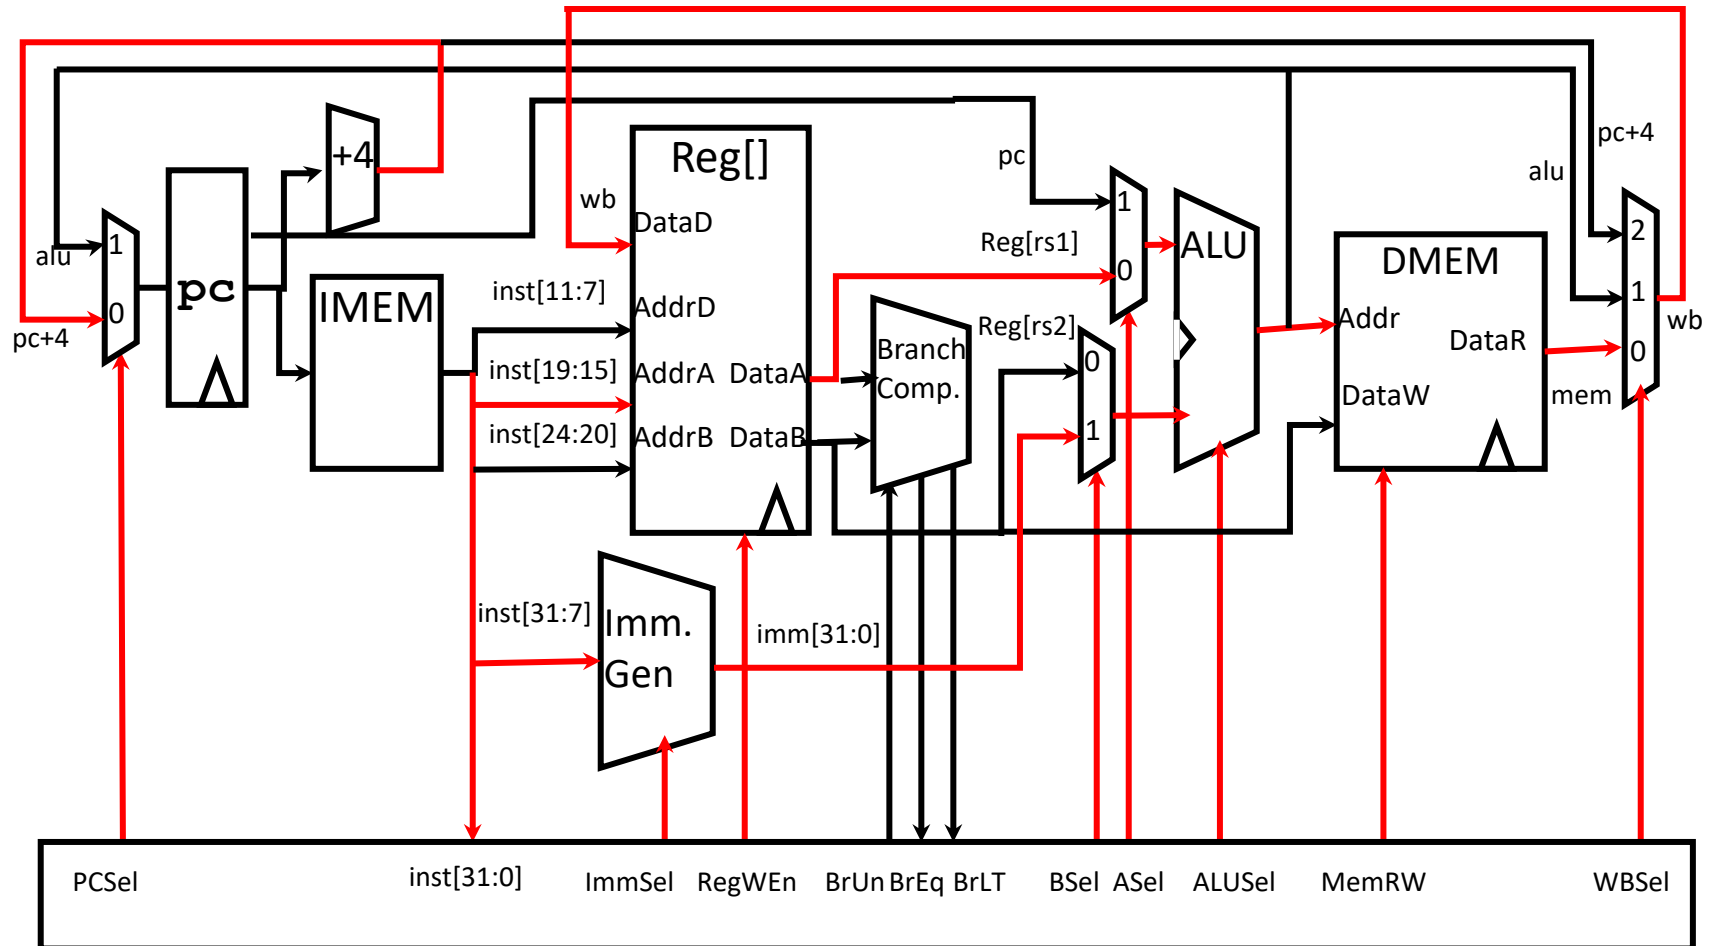 pc+4
alu
pc
+4
Reg[]
wb
DataD
Reg[rs1]
1
0
ALU
DMEM
2
1
0
wb
alu
1
0
pc+4
pc
IMEM
inst[11:7]
AddrD
inst[19:15]
AddrA
DataA
inst[24:20]
AddrB
DataB
Branch
Comp.
Reg[rs2]
0
1
Addr
DataR
DataW
mem
inst[31:7]
Imm.
Gen
imm[31:0]
PCSel
inst[31:0]
ImmSel
RegWEn
BrUn
BrEq
BrLT
BSel
ASel
ALUSel
MemRW
WBSel